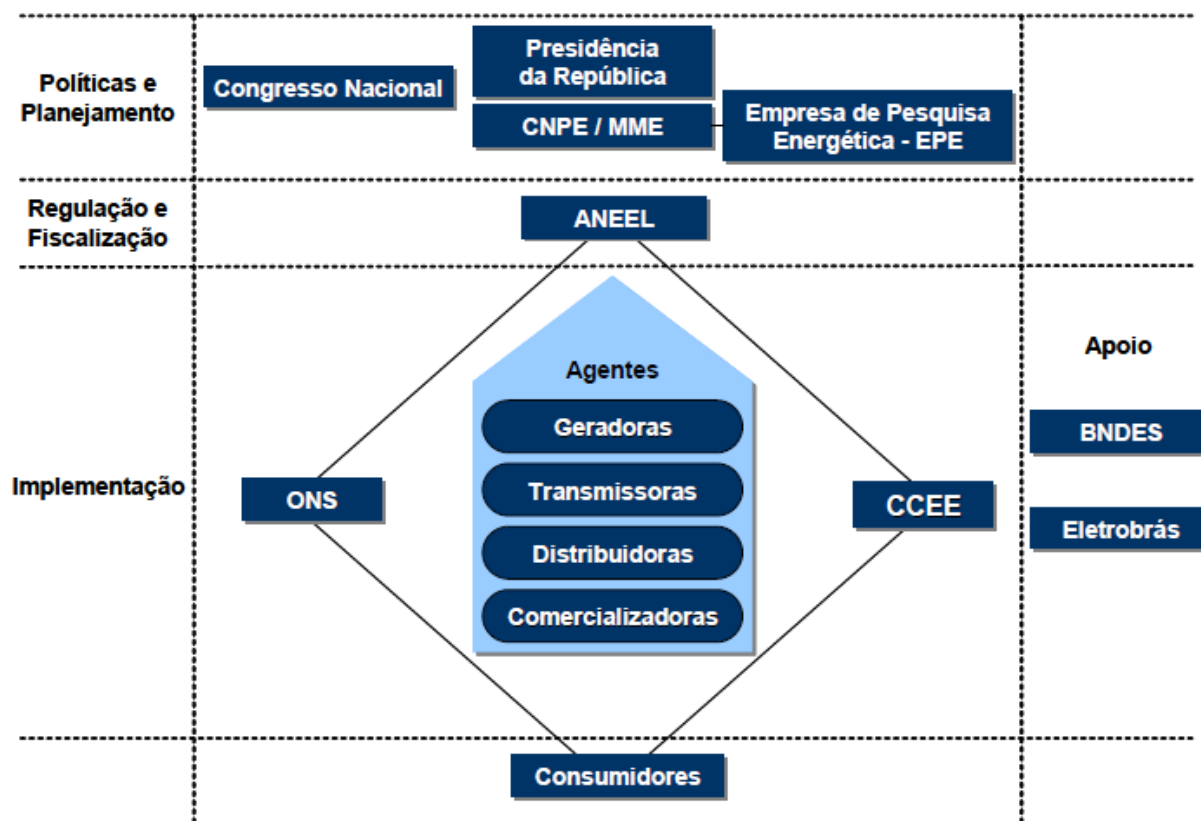 Políticas e
Planejamento
Congresso Nacional
Presidência
da República
CNPE / MME
Empresa de Pesquisa
Energética - EPE
Regulação e
Fiscalização
ANEEL
Implementação
ONS
Agentes
Geradoras
Transmissoras
Distribuidoras
Comercializadoras
CCEE
Apoio
BNDES
Eletrobrás
Consumidores